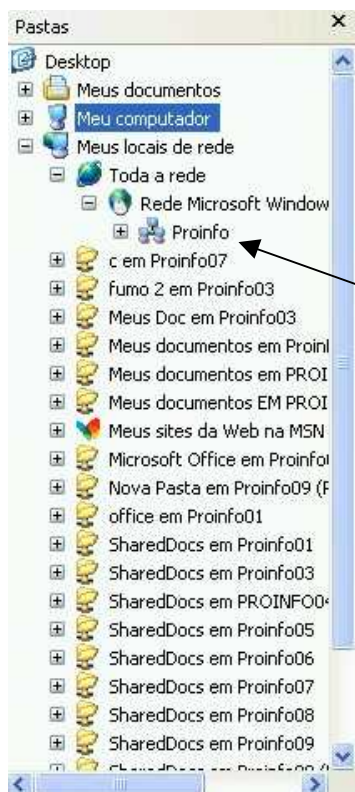 Pastas
Desktop
Meus documentos
Meu computador
Meus locais de rede
Toda a rede
Rede Microsoft Window
Proinfo
c em Proinfo07
fumo 2 em Proinfo03
Meus Doc em Proinfo03
Meus documentos em
Meus documentos em PROI
Meus documentos EM PROI
Meus sites da Web na MSN
Microsoft Office em
Nova Pasta em Proinfo09
office em Proinfo01
SharedDocs em Proinfo01
SharedDocs em Proinfo03
SharedDocs em
SharedDocs em Proinfo05
SharedDocs em Proinfo06
SharedDocs em Proinfo07
SharedDocs em Proinfo08
SharedDocs em Proinfo09